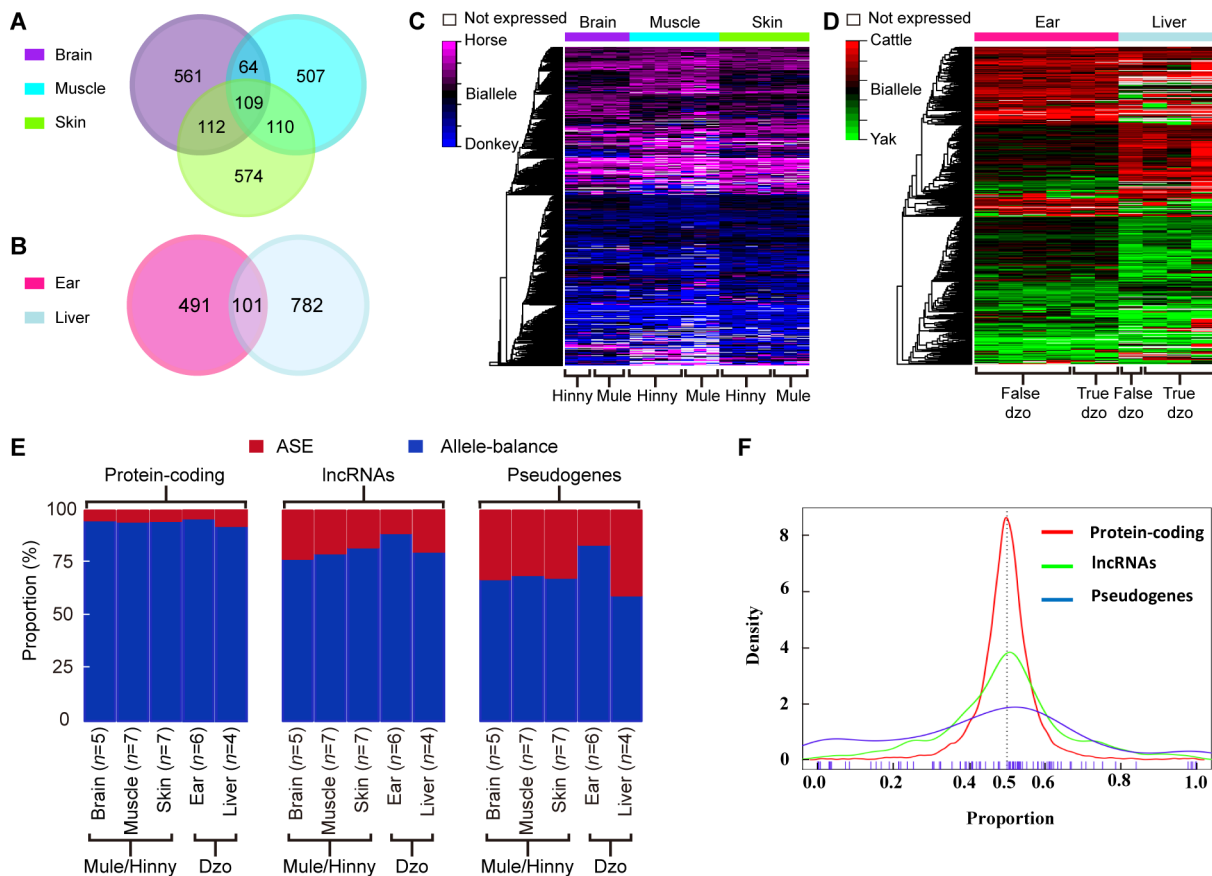 A
Brain
Muscle
Skin
561
64
507
109
112
110
574
B
Ear
Liver
491
101
782
C
Not expressed
Horse
Biallele
Donkey
Brain
Muscle
Skin
Hinny
Mule
Hinny
Mule
Hinny
Mule
D
Not expressed
Cattle
Biallele
Yak
Ear
Liver
False dzo
True dzo
False dzo
True dzo
E
ASE
Allele-balance
Protein-coding
lncRNAs
Pseudogenes
Proportion (%)
100
75
50
25
0
Brain (n=5)
Muscle (n=7)
Skin (n=7)
Ear (n=6)
Liver (n=4)
Brain (n=5)
Muscle (n=7)
Skin (n=7)
Ear (n=6)
Liver (n=4)
Brain (n=5)
Muscle (n=7)
Skin (n=7)
Ear (n=6)
Liver (n=4)
Mule/Hinny
Dzo
Mule/Hinny
Dzo
Mule/Hinny
Dzo
F
Protein-coding
lncRNAs
Pseudogenes
Density
8
6
4
2
0
0.0
0.2
0.4
0.5
0.6
0.8
1.0
Proportion